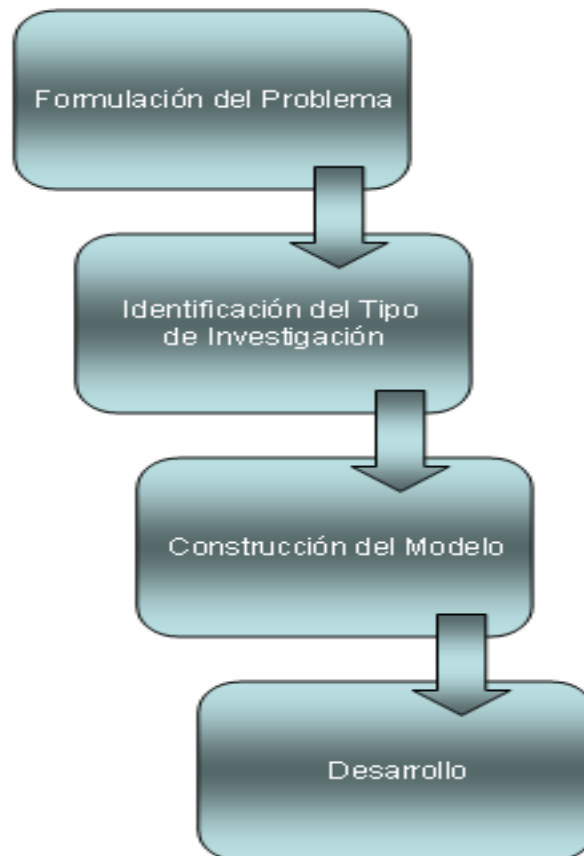 Formulación del Problema
Identificación del Tipo
de Investigación
Construcción del Modelo
Desarrollo